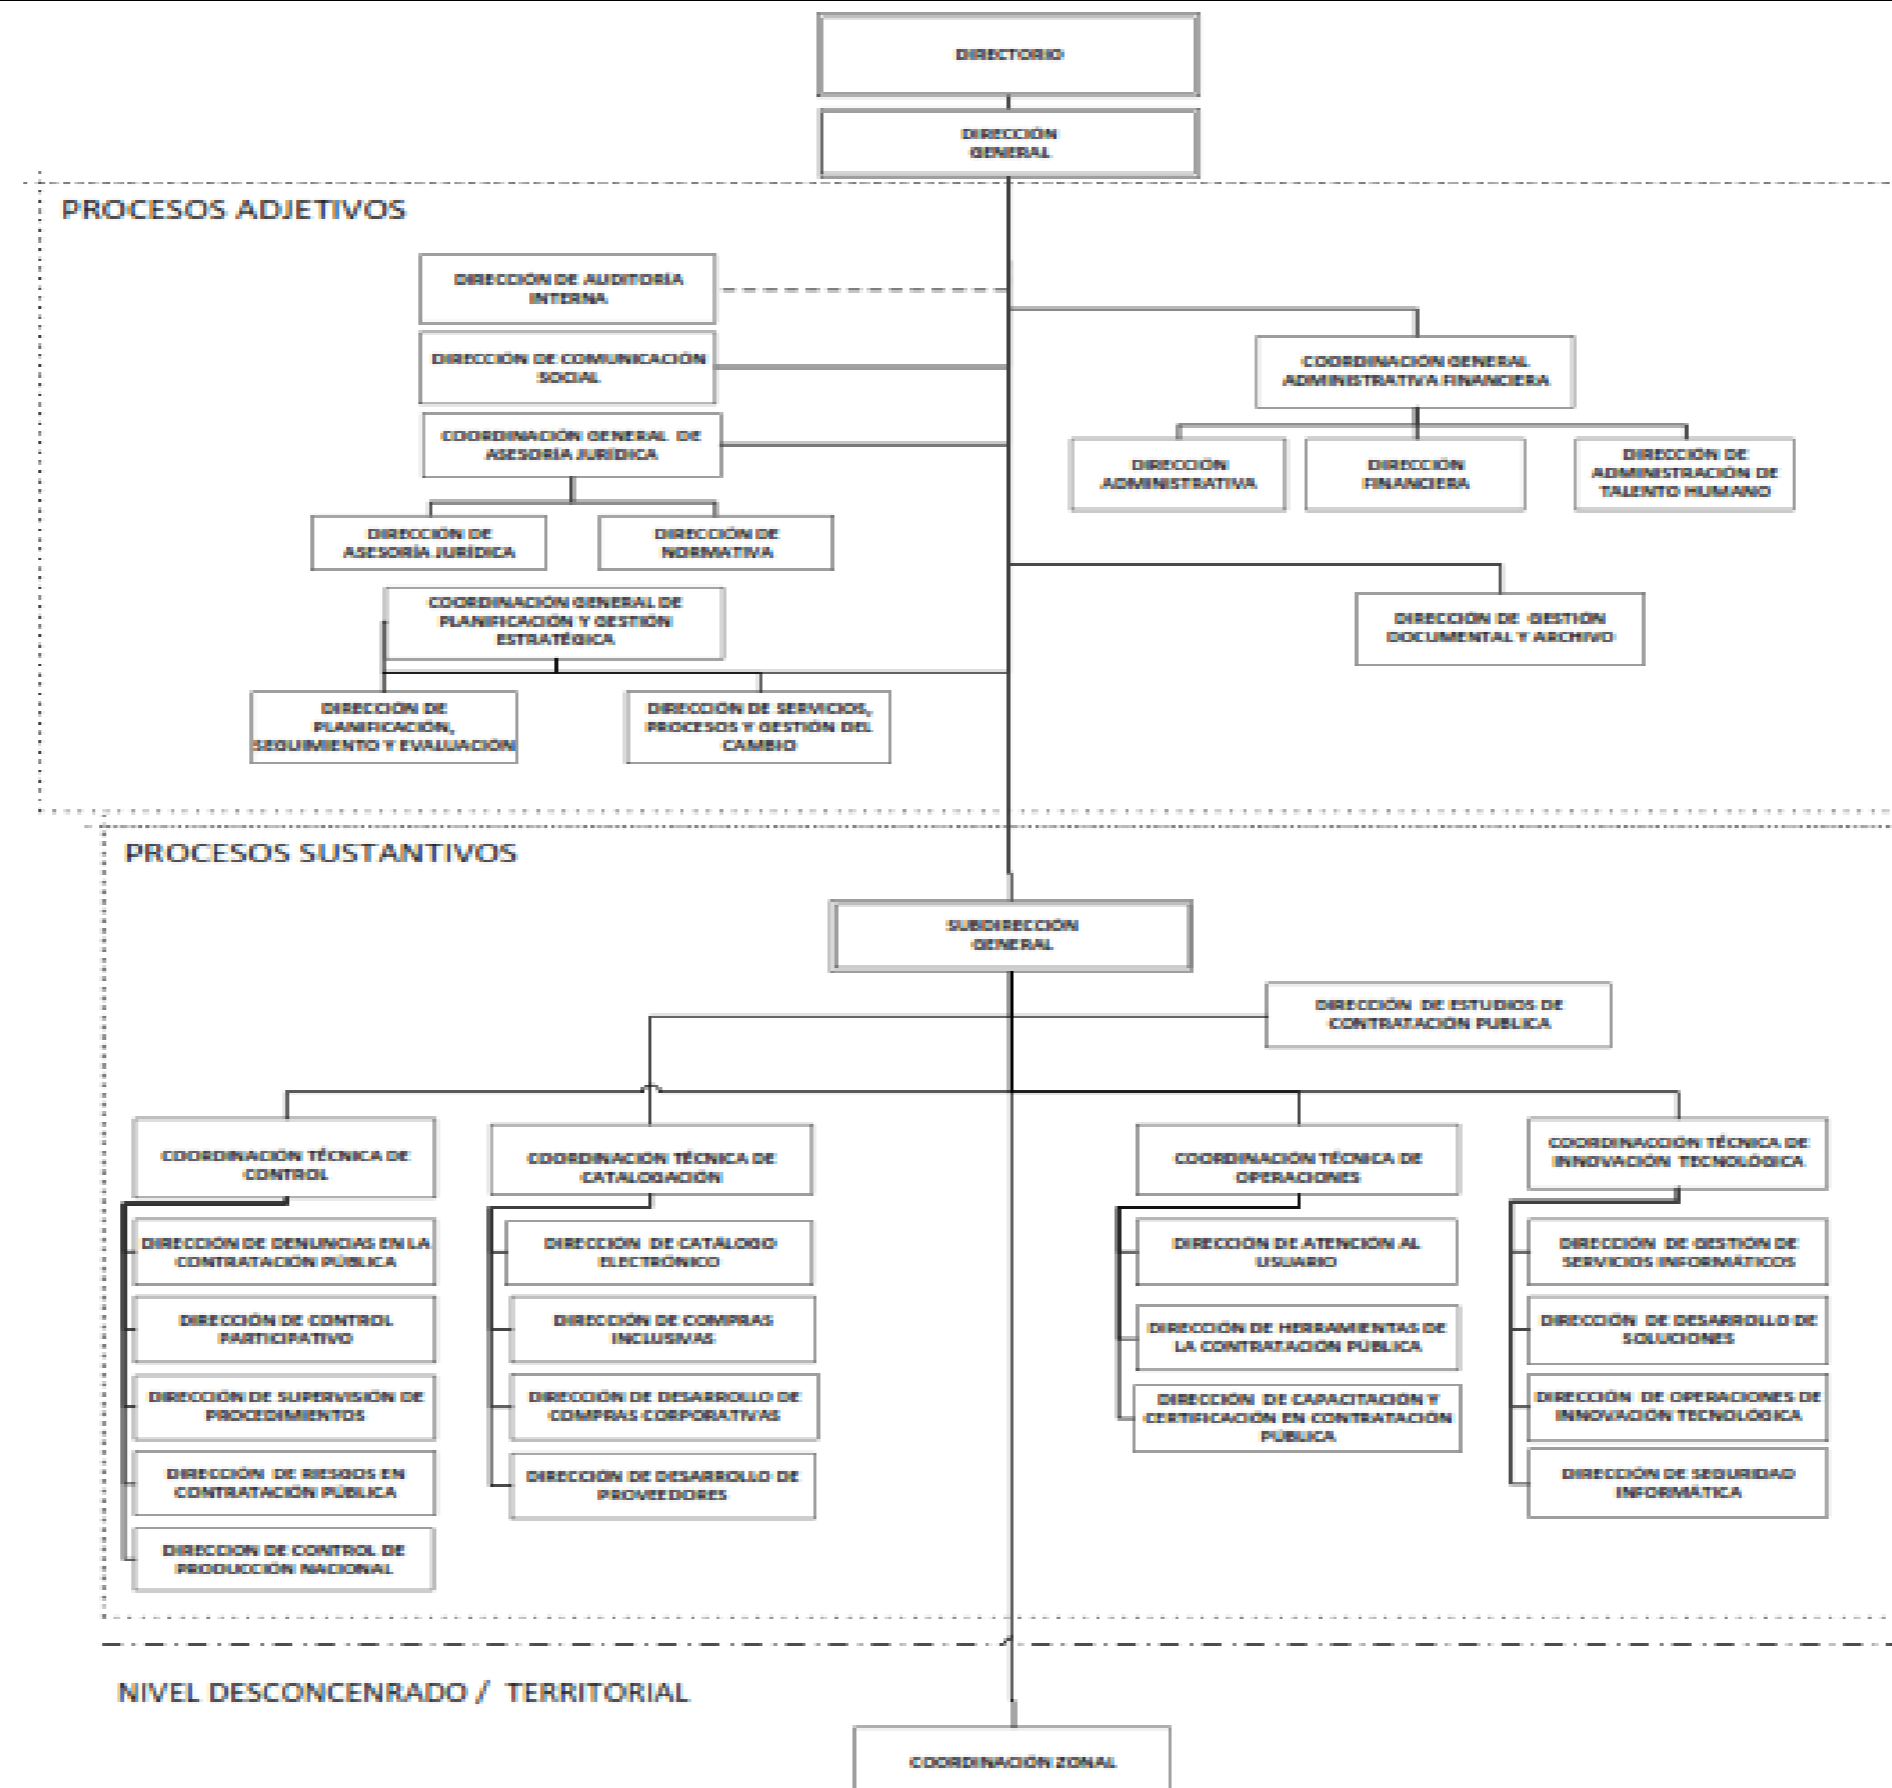 DIRECTORIO
DIRECCIÓN
GENERAL
PROCESOS ADJETIVOS
DIRECCIÓN DE AUDITORÍA
INTERNA
DIRECCIÓN DE COMUNICACIÓN
SOCIAL
COORDINACIÓN GENERAL DE
ASESORÍA JURÍDICA
DIRECCIÓN DE
ASESORÍA JURÍDICA
DIRECCIÓN DE
NORMATIVA
COORDINACIÓN GENERAL DE
PLANIFICACIÓN Y GESTIÓN
ESTRATÉGICA
DIRECCIÓN DE
PLANIFICACIÓN,
SEGUIMIENTO Y EVALUACIÓN
DIRECCIÓN DE SERVICIOS,
PROCESOS Y GESTIÓN DEL
CAMBIO
COORDINACIÓN GENERAL
ADMINISTRATIVA FINANCIERA
DIRECCIÓN
ADMINISTRATIVA
DIRECCIÓN
FINANCIERA
DIRECCIÓN DE
ADMINISTRACIÓN DE
TALENTO HUMANO
DIRECCIÓN DE GESTIÓN
DOCUMENTAL Y ARCHIVO
PROCESOS SUSTANTIVOS
SUBDIRECCIÓN
GENERAL
DIRECCIÓN DE ESTUDIOS DE
CONTRATACIÓN PUBLICA
COORDINACIÓN TÉCNICA DE
CONTROL
DIRECCIÓN DE DENUNCIAS EN LA
CONTRATACIÓN PÚBLICA
DIRECCIÓN DE CONTROL
PARTICIPATIVO
DIRECCIÓN DE SUPERVISIÓN DE
PROCEDIMIENTOS
DIRECCIÓN DE RIESGOS EN
CONTRATACIÓN PÚBLICA
DIRECCION DE CONTROL DE
PRODUCCIÓN NACIONAL
COORDINACIÓN TÉCNICA DE
CATALOGACIÓN
DIRECCIÓN DE CATÁLOGO
ELECTRÓNICO
DIRECCIÓN DE COMPRAS
INCLUSIVAS
DIRECCIÓN DE DESARROLLO DE
COMPRAS CORPORATIVAS
DIRECCIÓN DE DESARROLLO DE
PROVEEDORES
COORDINACIÓN TÉCNICA DE
OPERACIONES
DIRECCIÓN DE ATENCIÓN AL
USUARIO
DIRECCIÓN DE HERRAMIENTAS DE
LA CONTRATACIÓN PÚBLICA
DIRECCIÓN DE CAPACITACIÓN Y
CERTIFICACIÓN EN CONTRATACIÓN
PÚBLICA
COORDINACCIÓN TÉCNICA DE
INNOVACIÓN TECNOLÓGICA
DIRECCIÓN DE GESTIÓN DE
SERVICIOS INFORMÁTICOS
DIRECCIÓN DE DESARROLLO DE
SOLUCIONES
DIRECCIÓN DE OPERACIONES DE
INNOVACIÓN TECNOLÓGICA
DIRECCIÓN DE SEGURIDAD
INFORMÁTICA
NIVEL DESCONCENRADO / TERRITORIAL
COORDINACIÓN ZONAL